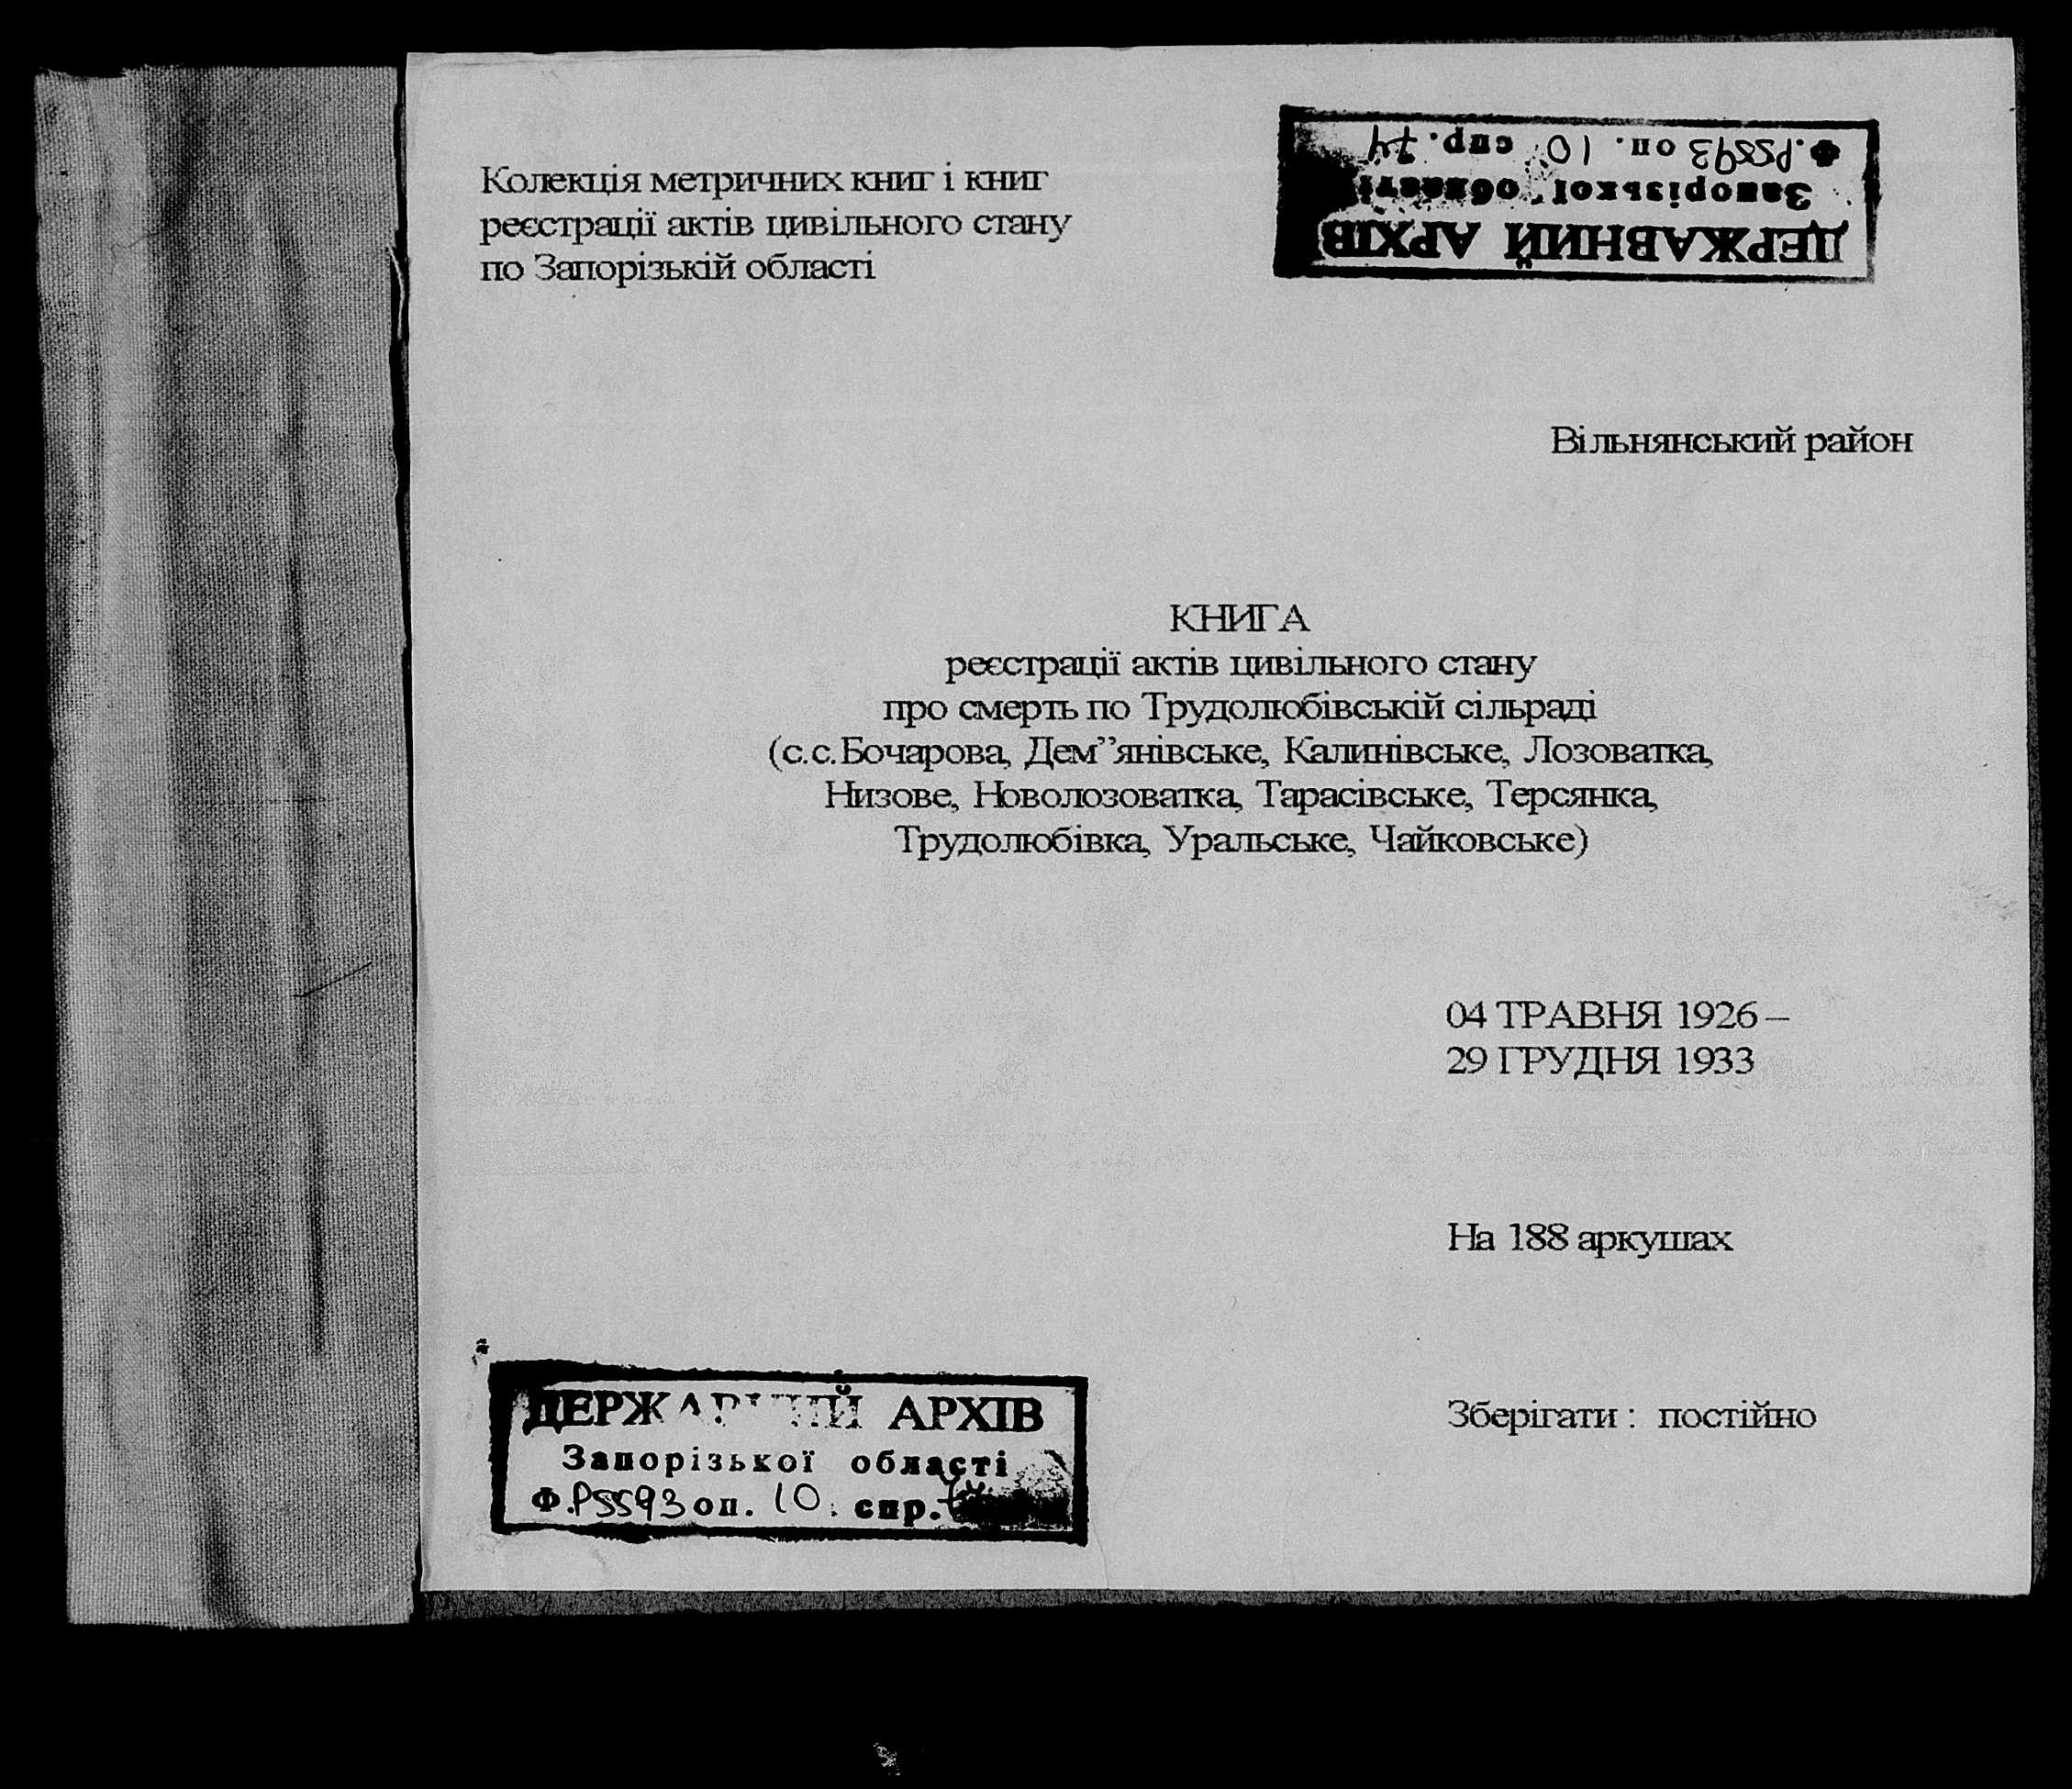 Колекція метричних книг і книг
реєстрації актів цивільного стану
по Запорізькій області
ДЕРЖАВНИЙ АРХІВ
Запорізької області
Ф.Р5593 оп. 10 спр. 74
Вільнянський район
КНИГА
реєстрації актів цивільного стану
про смерть по Трудолюбівській сільраді
(с.с.Бочарова, Дем”янівське, Калинівське, Лозоватка,
Низове, Новолозоватка, Тарасівське, Терсянка,
Трудолюбівка, Уральське, Чайковське)
04 ТРАВНЯ 1926 –
29 ГРУДНЯ 1933
На 188 аркушах
Зберігати : постійно
ДЕРЖАВНИЙ АРХІВ
Запорізької області
Ф.Р5593 оп. 10. спр.